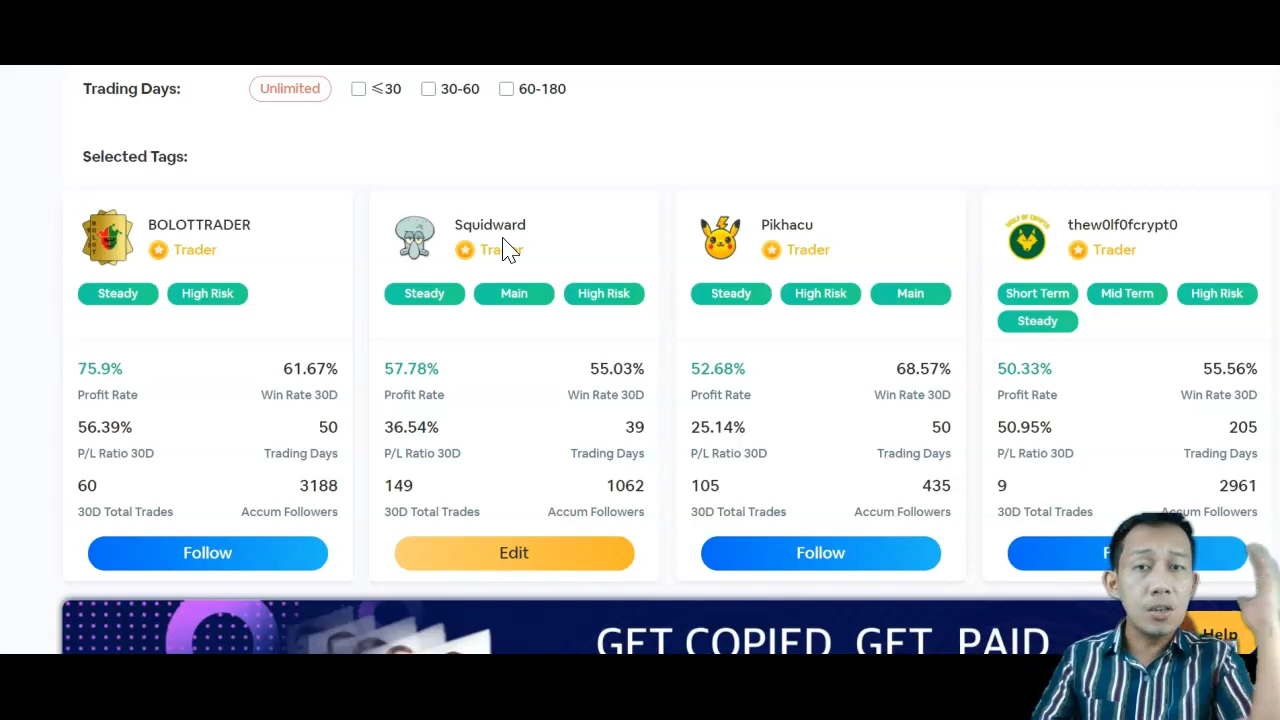 Trading Days: Unlimited ≤30 30-60 60-180
Selected Tags:
BOLOTTRADER
Trader
Steady High Risk
75.9% 61.67%
Profit Rate Win Rate 30D
56.39% 50
P/L Ratio 30D Trading Days
60 3188
30D Total Trades Accum Followers
Follow
Squidward
Trader
Steady Main High Risk
57.78% 55.03%
Profit Rate Win Rate 30D
36.54% 39
P/L Ratio 30D Trading Days
149 1062
30D Total Trades Accum Followers
Edit
Pikhacu
Trader
Steady High Risk Main
52.68% 68.57%
Profit Rate Win Rate 30D
25.14% 50
P/L Ratio 30D Trading Days
105 435
30D Total Trades Accum Followers
Follow
thew0lf0fcrypt0
Trader
Short Term Mid Term High Risk
Steady
50.33% 55.56%
Profit Rate Win Rate 30D
50.95% 205
P/L Ratio 30D Trading Days
9 2961
30D Total Trades Accum Followers
GET COPIED GET PAID
Help